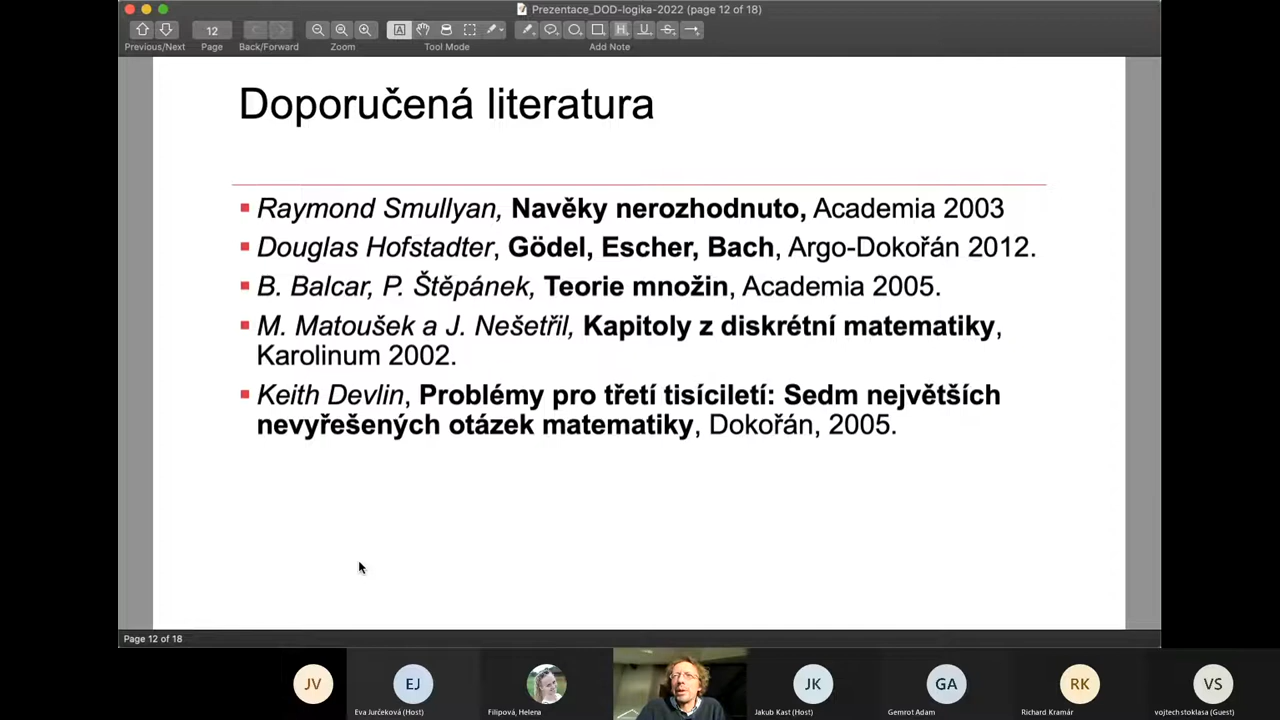 Prezentace_DOD-logika-2022 (page 12 of 18)
12
Previous/Next
Page
Back/Forward
Zoom
Tool Mode
Add Note
Doporučená literatura
Raymond Smullyan, Navěky nerozhodnuto, Academia 2003
Douglas Hofstadter, Gödel, Escher, Bach, Argo-Dokořán 2012.
B. Balcar, P. Štěpánek, Teorie množin, Academia 2005.
M. Matoušek a J. Nešetřil, Kapitoly z diskrétní matematiky,
Karolinum 2002.
Keith Devlin, Problémy pro třetí tisíciletí: Sedm největších
nevyřešených otázek matematiky, Dokořán, 2005.
Page 12 of 18
JV
EJ
JK
GA
RK
VS
Eva Jurčeková (Host)
Filipová, Helena
Jakub Kast (Host)
Gemrot Adam
Richard Kramár
vojtech stoklasa (Guest)